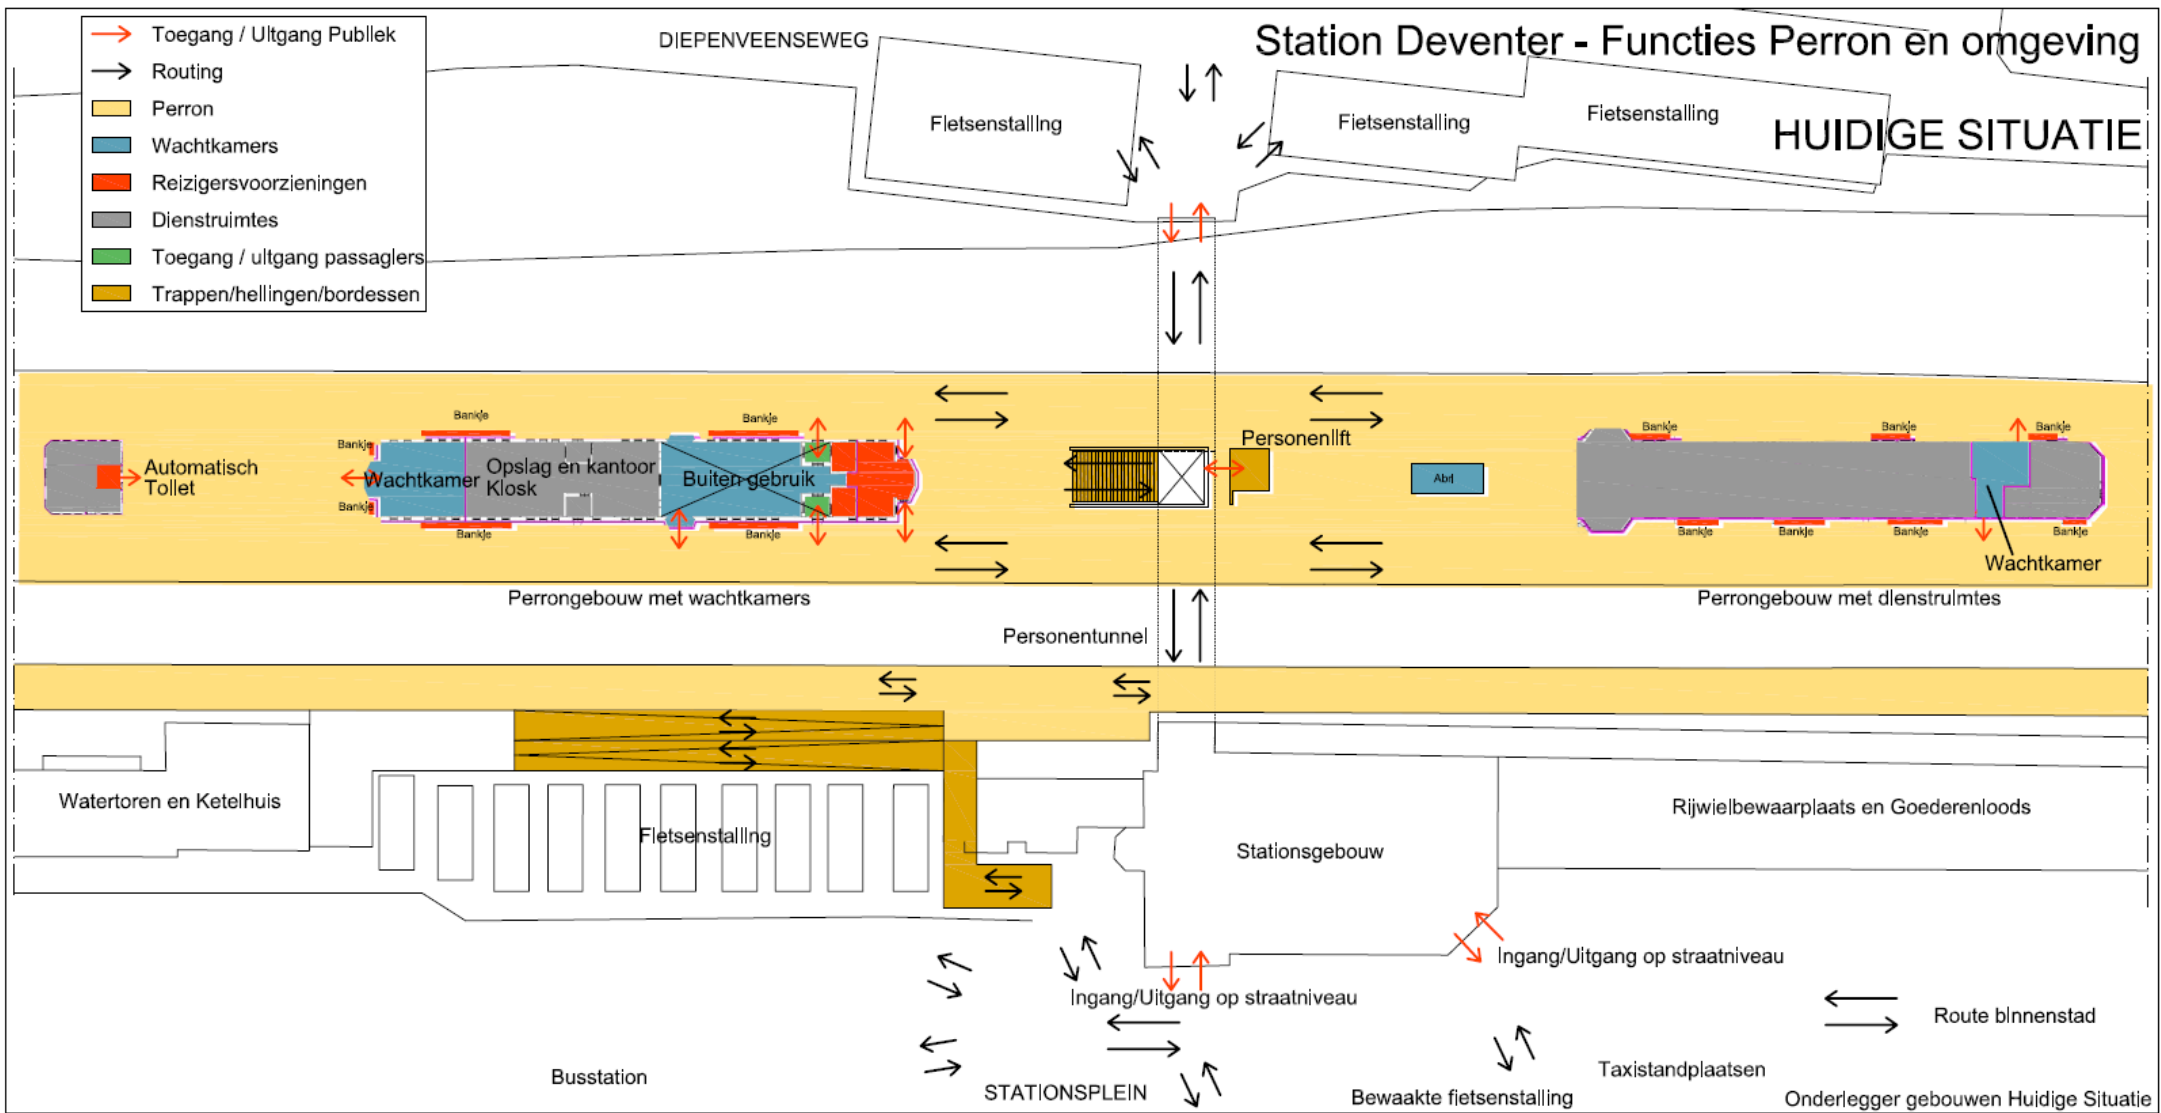 Station Deventer - Functies Perron en omgeving
HUIDIGE SITUATIE
Toegang / Uitgang Publiek
Routing
Perron
Wachtkamers
Reizigersvoorzieningen
Dienstruimtes
Toegang / uitgang passagiers
Trappen/hellingen/bordessen
DIEPENVEENSEWEG
Fietsenstalling
Fietsenstalling
Fietsenstalling
Bankje
Bankje
Bankje
Bankje
Bankje
Bankje
Automatisch
Toilet
Wachtkamer
Opslag en kantoor
Kiosk
Buiten gebruik
Bankje
Bankje
Personenlift
Abri
Bankje
Bankje
Bankje
Bankje
Wachtkamer
Perrongebouw met wachtkamers
Perrongebouw met dienstruimtes
Personentunnel
Watertoren en Ketelhuis
Fietsenstalling
Stationsgebouw
Rijwielbewaarplaats en Goederenloods
Ingang/Uitgang op straatniveau
Ingang/Uitgang op straatniveau
Route binnenstad
Busstation
STATIONSPLEIN
Bewaakte fietsenstalling
Taxistandplaatsen
Onderlegger gebouwen Huidige Situatie